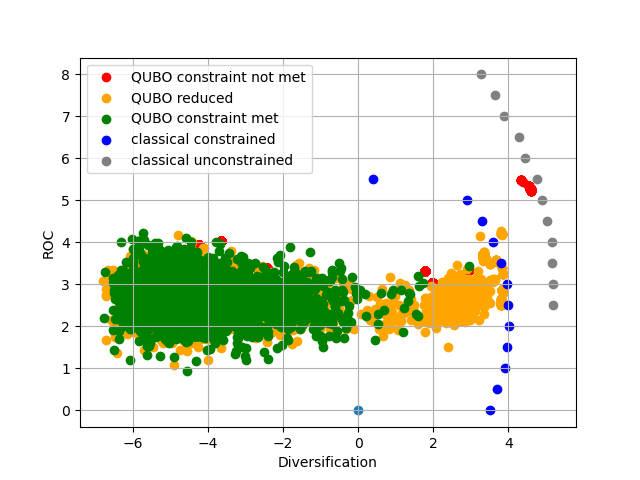 QUBO constraint not met
QUBO reduced
QUBO constraint met
classical constrained
classical unconstrained
8
7
6
5
4
3
2
1
0
ROC
−6 −4 −2 0 2 4
Diversification